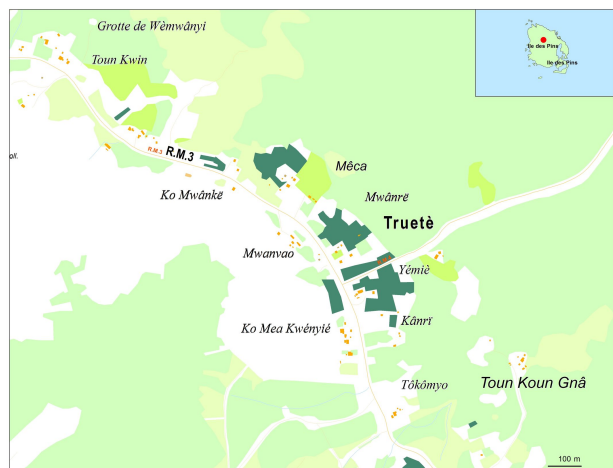 Grotte de Wèmwânyi
Toun Kwin
Ile des Pins
Ile des Pins
R.M.3
R.M.3
oll.
Mêca
Ko Mwânkë
Mwânrë
Truetè
Mwanvao
Yémiè
Kânrï
Ko Mea Kwényié
Tôkômyo
Toun Koun Gnâ
100 m